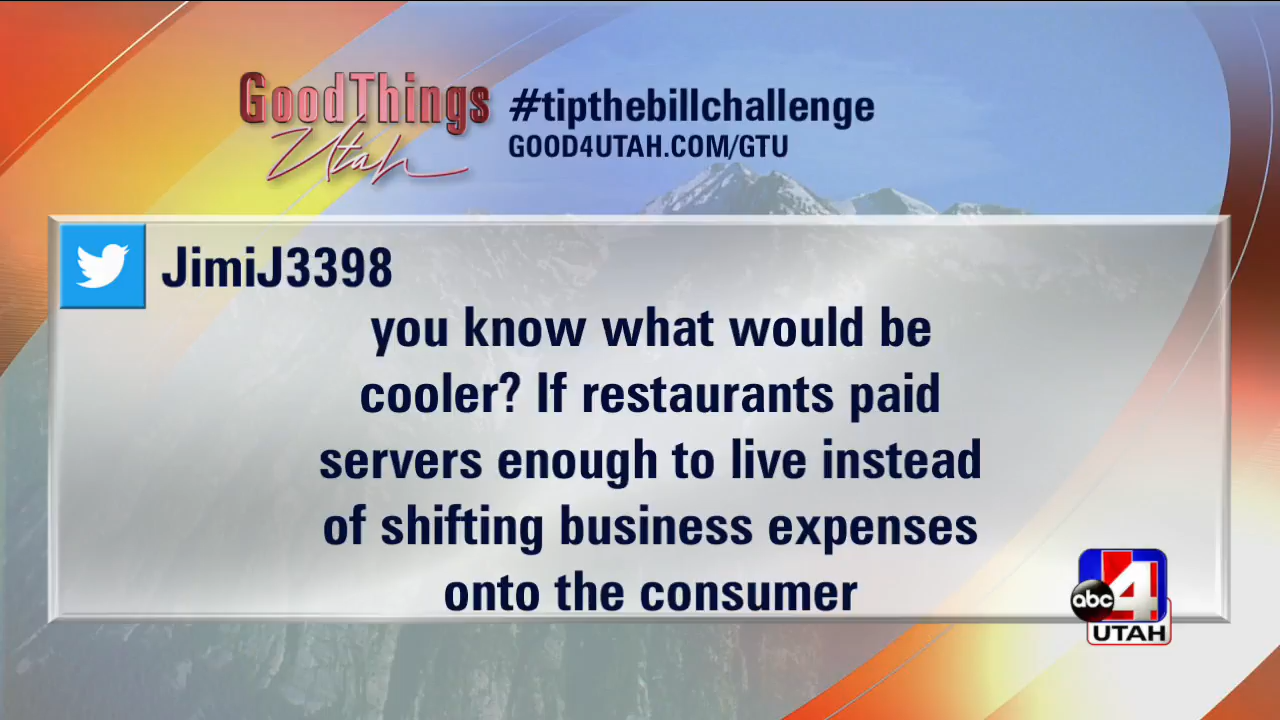 GoodThings
Utah
#tipthebillchallenge
GOOD4UTAH.COM/GTU
JimiJ3398
you know what would be
cooler? If restaurants paid
servers enough to live instead
of shifting business expenses
onto the consumer
abc 4
UTAH